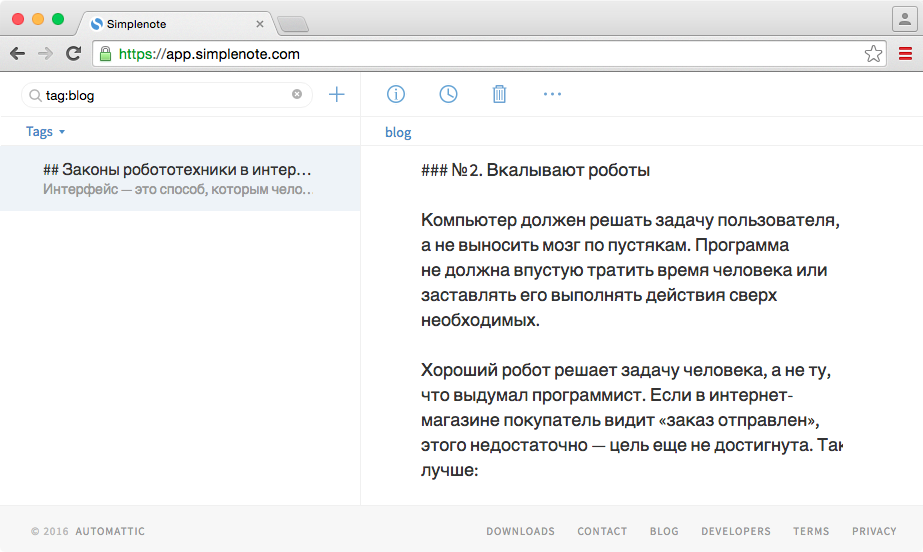 Simplenote
https://app.simplenote.com
tag:blog
Tags
blog
## Законы робототехники в интер...
Интерфейс — это способ, которым чело...
### №2. Вкалывают роботы
Компьютер должен решать задачу пользователя,
а не выносить мозг по пустякам. Программа
не должна впустую тратить время человека или
заставлять его выполнять действия сверх
необходимых.
Хороший робот решает задачу человека, а не ту,
что выдумал программист. Если в интернет-
магазине покупатель видит «заказ отправлен»,
этого недостаточно — цель еще не достигнута. Так
лучше:
© 2016 AUTOMATTIC
DOWNLOADS CONTACT BLOG DEVELOPERS TERMS PRIVACY